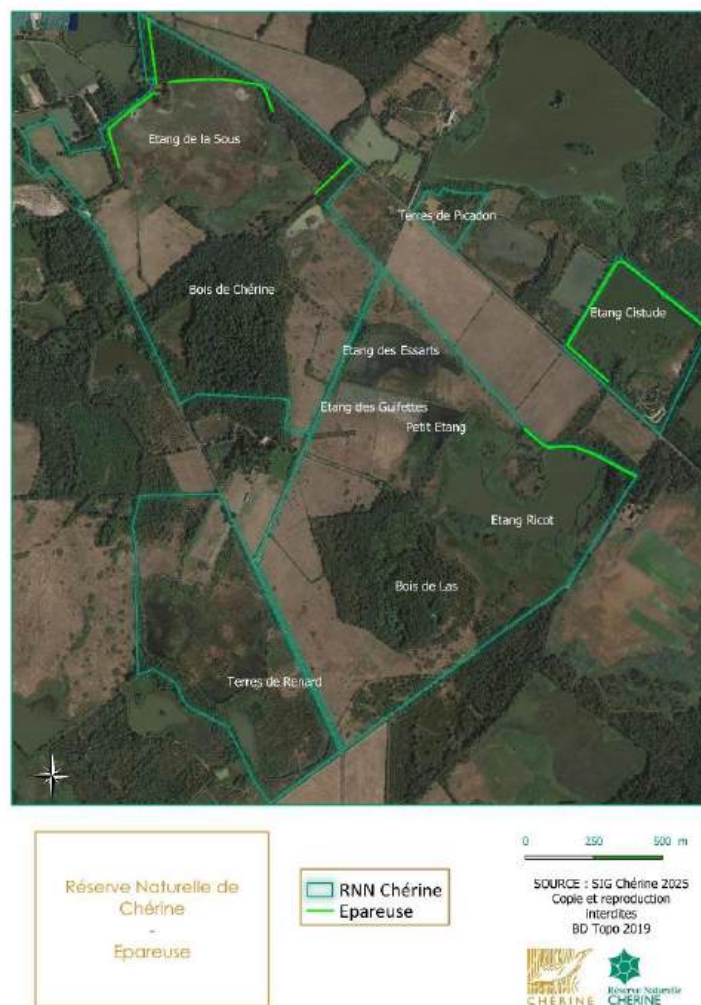 Etang de la Sous
Terres de Picadon
Bois de Chérine
Etang Cistude
Etang des Essarts
Etang des Guifettes
Petit Etang
Etang Ricot
Bois de Las
Terres de Renard
Réserve Naturelle de
Chérine
-
Epareuse
RNN Chérine
Epareuse
0 250 500 m
SOURCE : SIG Chérine 2025
Copie et reproduction
interdites
BD Topo 2019
CHERINE
Réserve Naturelle
CHERINE